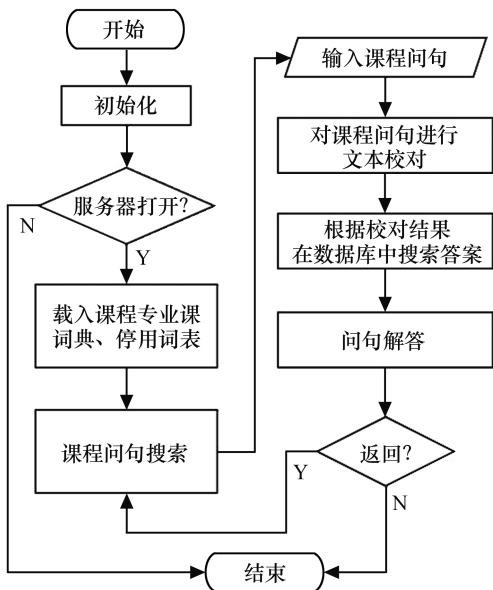 开始
初始化
服务器打开?
N
Y
载入课程专业课
词典、停用词表
课程问句搜索
输入课程问句
对课程问句进行
文本校对
根据校对结果
在数据库中搜索答案
问句解答
返回?
Y
N
结束